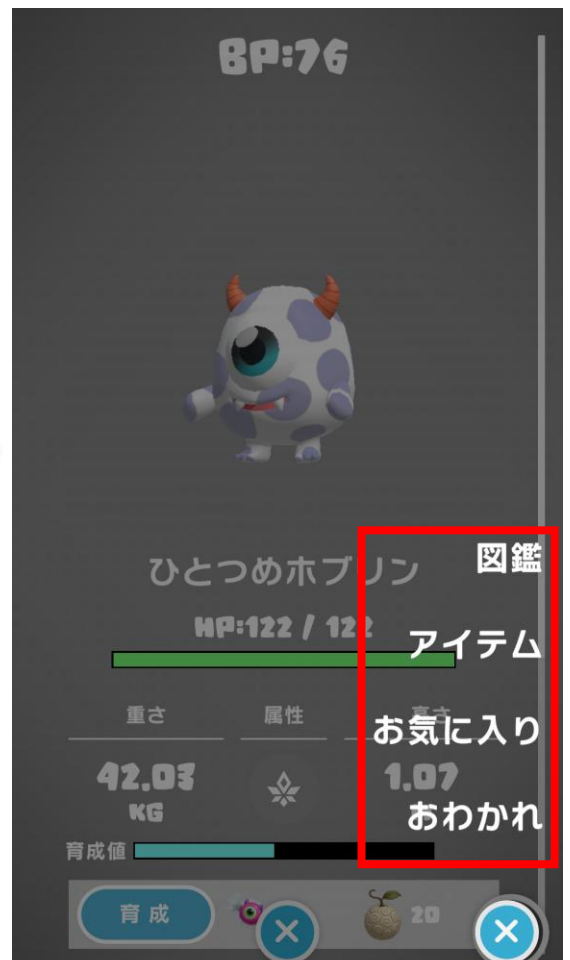 BP:76
ひとつめホブリン
図鑑
HP:122 / 122
アイテム
重さ
属性
高さ
お気に入り
42.03
KG
1.07
おわかれ
育成値
育成
20